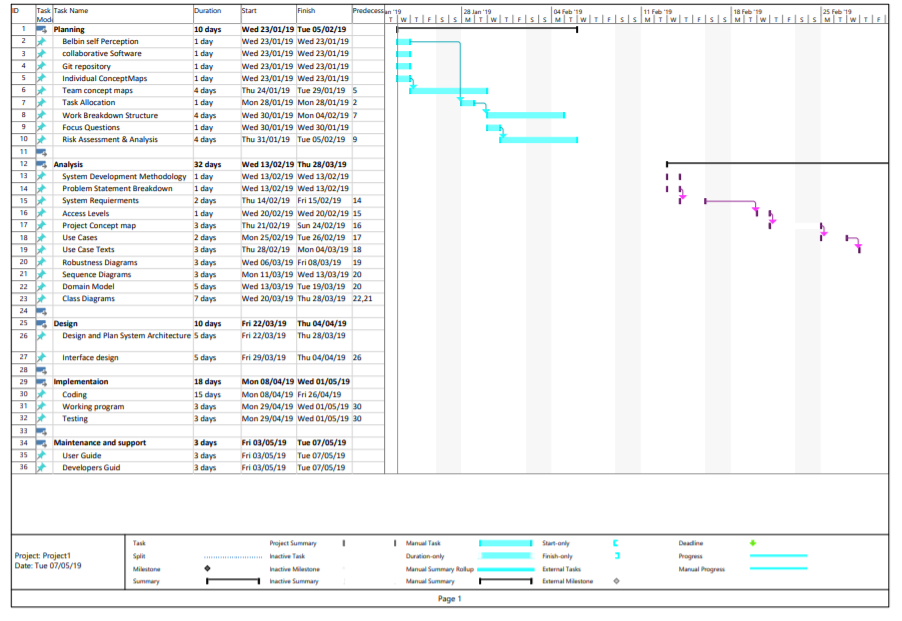 ID Task Mode Task Name Duration Start Finish Predecess an '19 28 Jan '19 04 Feb '19 11 Feb '19 18 Feb '19 25 Feb '19
T W T F S S M T W T F S S M T W T F S S M T W T F S S M T W T F S S M T W T F
1 Planning 10 days Wed 23/01/19 Tue 05/02/19
2 Belbin self Perception 1 day Wed 23/01/19 Wed 23/01/19
3 collaborative Software 1 day Wed 23/01/19 Wed 23/01/19
4 Git repository 1 day Wed 23/01/19 Wed 23/01/19
5 Individual ConceptMaps 1 day Wed 23/01/19 Wed 23/01/19
6 Team concept maps 4 days Thu 24/01/19 Tue 29/01/19 5
7 Task Allocation 1 day Mon 28/01/19 Mon 28/01/19 2
8 Work Breakdown Structure 4 days Wed 30/01/19 Mon 04/02/19 7
9 Focus Questions 1 day Wed 30/01/19 Wed 30/01/19
10 Risk Assessment & Analysis 4 days Thu 31/01/19 Tue 05/02/19 9
11
12 Analysis 32 days Wed 13/02/19 Thu 28/03/19
13 System Development Methodology 1 day Wed 13/02/19 Wed 13/02/19
14 Problem Statement Breakdown 1 day Wed 13/02/19 Wed 13/02/19
15 System Requierments 2 days Thu 14/02/19 Fri 15/02/19 14
16 Access Levels 1 day Wed 20/02/19 Wed 20/02/19 15
17 Project Concept map 3 days Thu 21/02/19 Sun 24/02/19 16
18 Use Cases 2 days Mon 25/02/19 Tue 26/02/19 17
19 Use Case Texts 3 days Thu 28/02/19 Mon 04/03/19 18
20 Robustness Diagrams 3 days Wed 06/03/19 Fri 08/03/19 19
21 Sequence Diagrams 3 days Mon 11/03/19 Wed 13/03/19 20
22 Domain Model 5 days Wed 13/03/19 Tue 19/03/19 20
23 Class Diagrams 7 days Wed 20/03/19 Thu 28/03/19 22,21
24
25 Design 10 days Fri 22/03/19 Thu 04/04/19
26 Design and Plan System Architecture 5 days Fri 22/03/19 Thu 28/03/19
27 Interface design 5 days Fri 29/03/19 Thu 04/04/19 26
28
29 Implementaion 18 days Mon 08/04/19 Wed 01/05/19
30 Coding 15 days Mon 08/04/19 Fri 26/04/19
31 Working program 3 days Mon 29/04/19 Wed 01/05/19 30
32 Testing 3 days Mon 29/04/19 Wed 01/05/19 30
33
34 Maintenance and support 3 days Fri 03/05/19 Tue 07/05/19
35 User Guide 3 days Fri 03/05/19 Tue 07/05/19
36 Developers Guid 3 days Fri 03/05/19 Tue 07/05/19
Project: Project1
Date: Tue 07/05/19
Task Project Summary Manual Task Start-only Deadline
Split Inactive Task Duration-only Finish-only Progress
Milestone Inactive Milestone Manual Summary Rollup External Tasks Manual Progress
Summary Inactive Summary Manual Summary External Milestone
Page 1